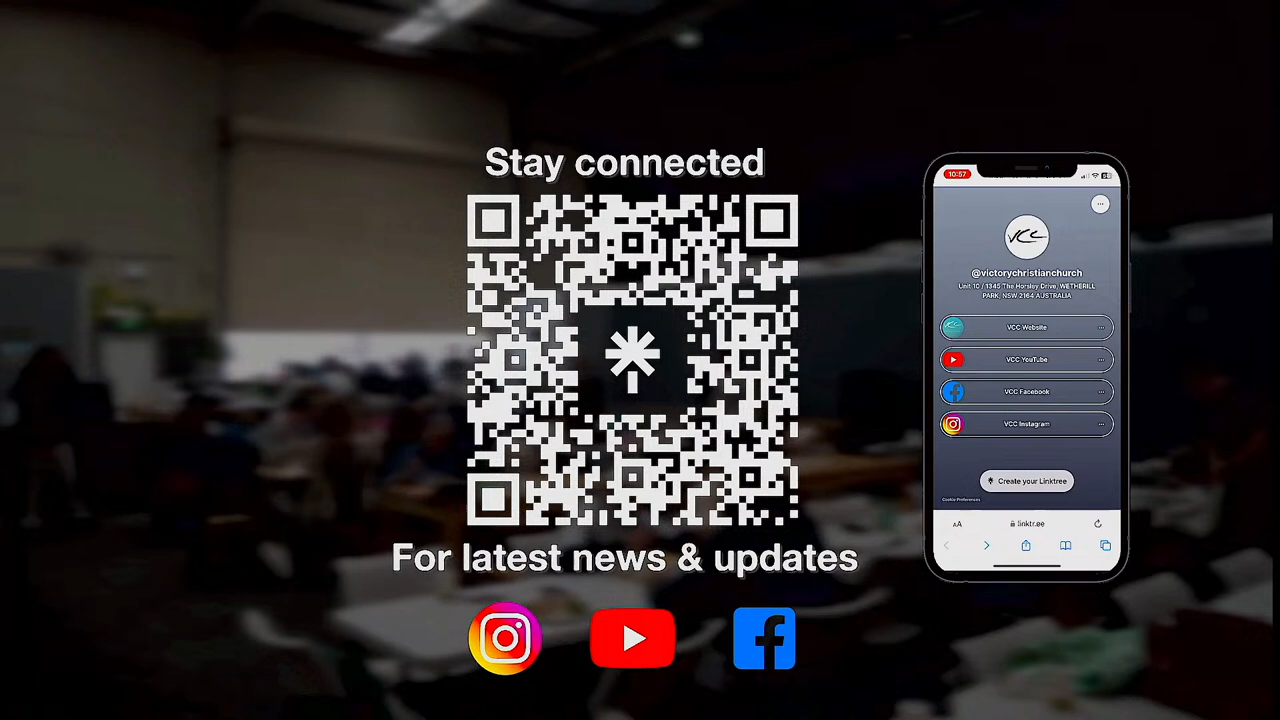 Stay connected
For latest news & updates
10:57
VCC
@victorychristianchurch
Unit 10 / 1345 The Horsley Drive, WETHERILL
PARK, NSW 2164 AUSTRALIA
VCC Website
VCC YouTube
VCC Facebook
VCC Instagram
Create your Linktree
Cookie Preferences
AA
linktr.ee